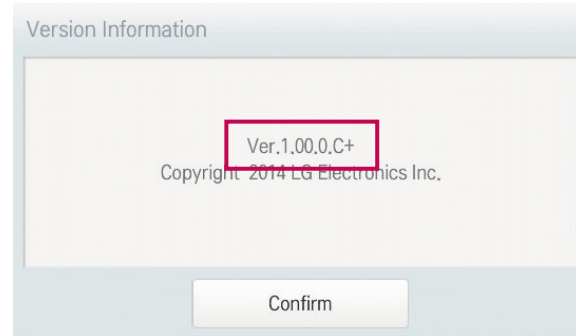 Version Information
Ver.1.00.0.C+
Copyright 2014 LG Electronics Inc.
Confirm